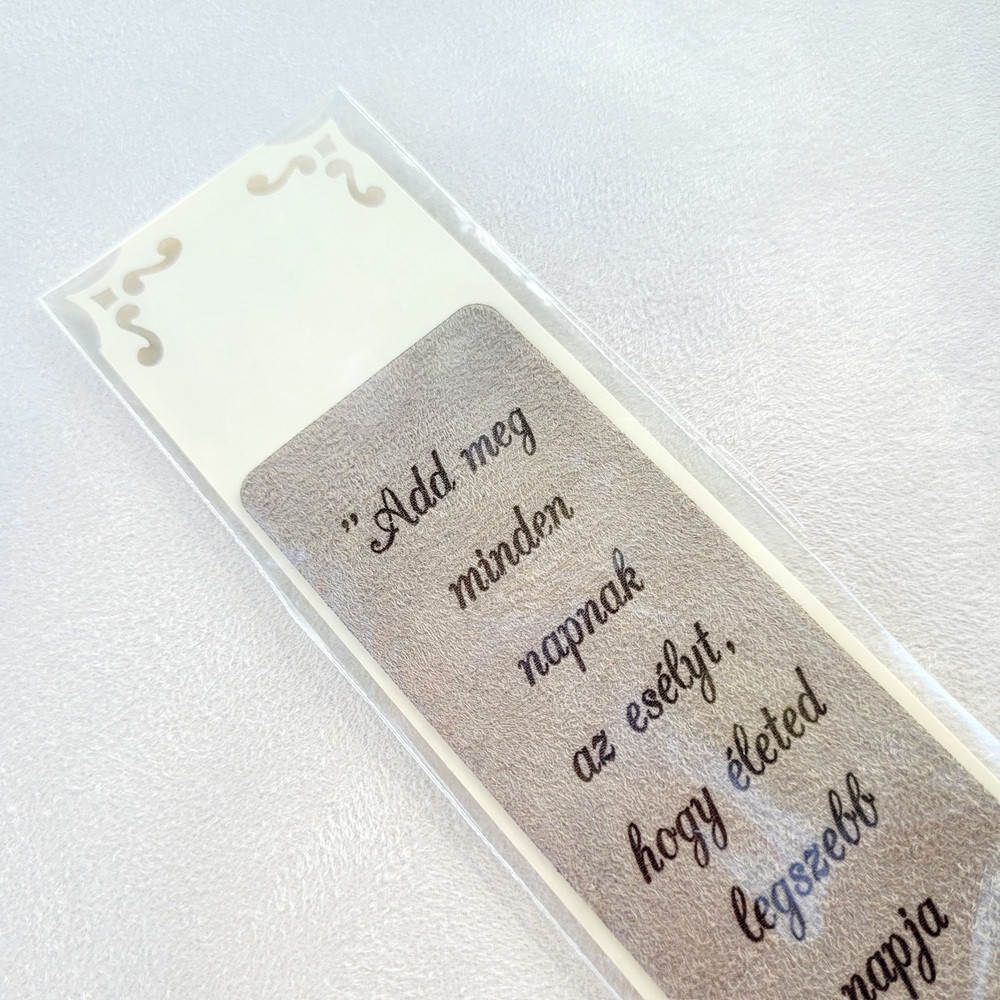 "Add meg
minden
napnak
az esélyt,
hogy életed
legszebb
napja